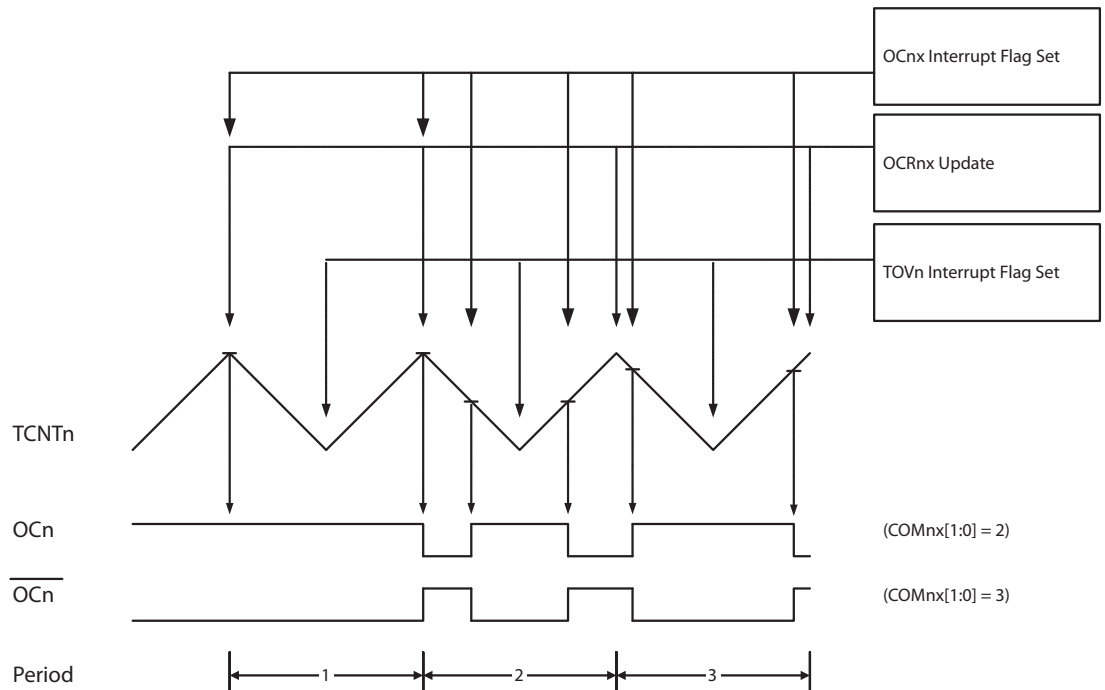 OCnx Interrupt Flag Set
OCRnx Update
TOVn Interrupt Flag Set
TCNTn
OCn
(COMnx[1:0] = 2)
OCn
(COMnx[1:0] = 3)
Period
1
2
3